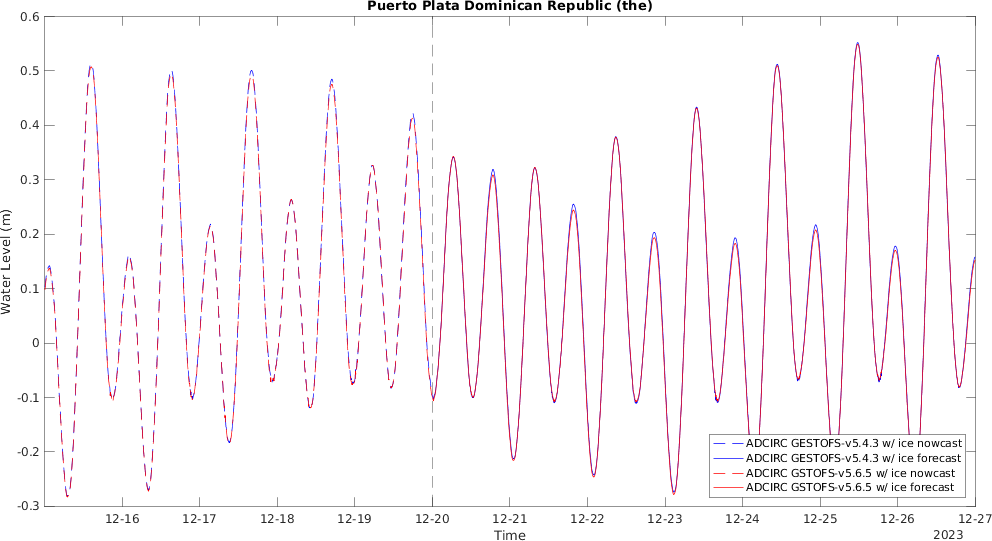 Puerto Plata Dominican Republic (the)
0.6
0.5
0.4
0.3
0.2
0.1
0
-0.1
-0.2
-0.3
Water Level (m)
12-16 12-17 12-18 12-19 12-20 12-21 12-22 12-23 12-24 12-25 12-26 12-27
Time
2023
ADCIRC GESTOFS-v5.4.3 w/ ice nowcast
ADCIRC GESTOFS-v5.4.3 w/ ice forecast
ADCIRC GSTOFS-v5.6.5 w/ ice nowcast
ADCIRC GSTOFS-v5.6.5 w/ ice forecast